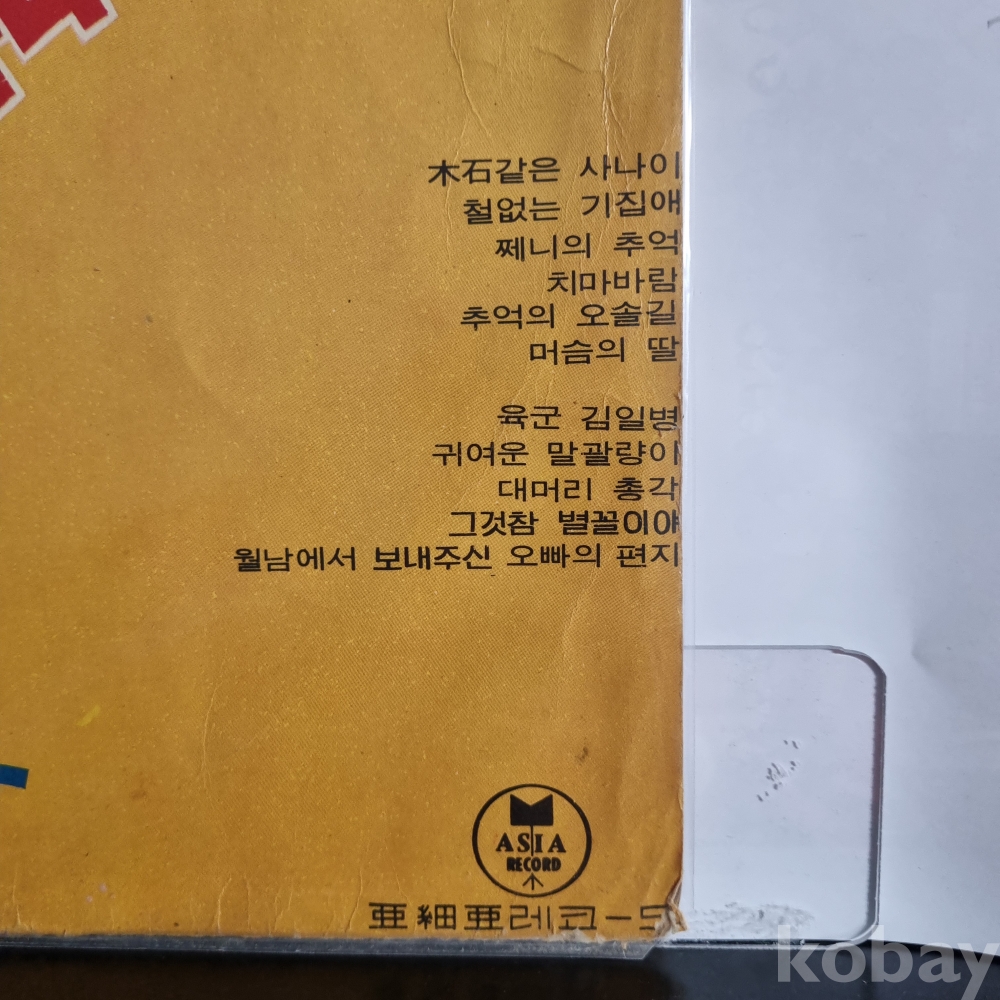 木石같은 사나이
철없는 기집애
쩨니의 추억
치마바람
추억의 오솔길
머슴의 딸
육군 김일병
귀여운 말괄량이
대머리 총각
그것참 별꼴이야
월남에서 보내주신 오빠의 편지
ASIA
RECORD
亜細亜레코-드
kobay